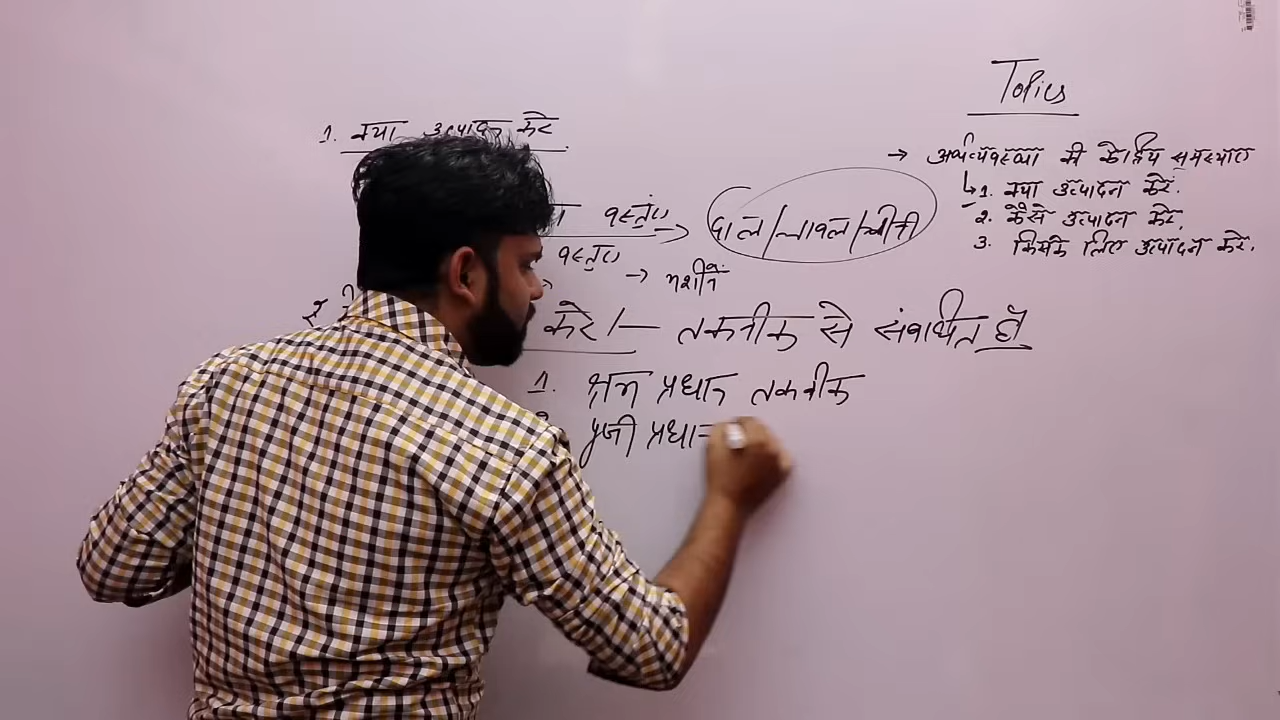 Topics
→ अर्थव्यवस्था की केन्द्रिय समस्याए
1. क्या उत्पादन करें.
2. कैसे उत्पादन करें.
3. किसके लिए उत्पादन करे.
1. क्या उत्पादन करें
वस्तुए → दाल/चावल/चीनी
वस्तुए → मशीने
2 करे :— तकनीक से संबंधित है
1. श्रम प्रधान तकनीक
पूजी प्रधान